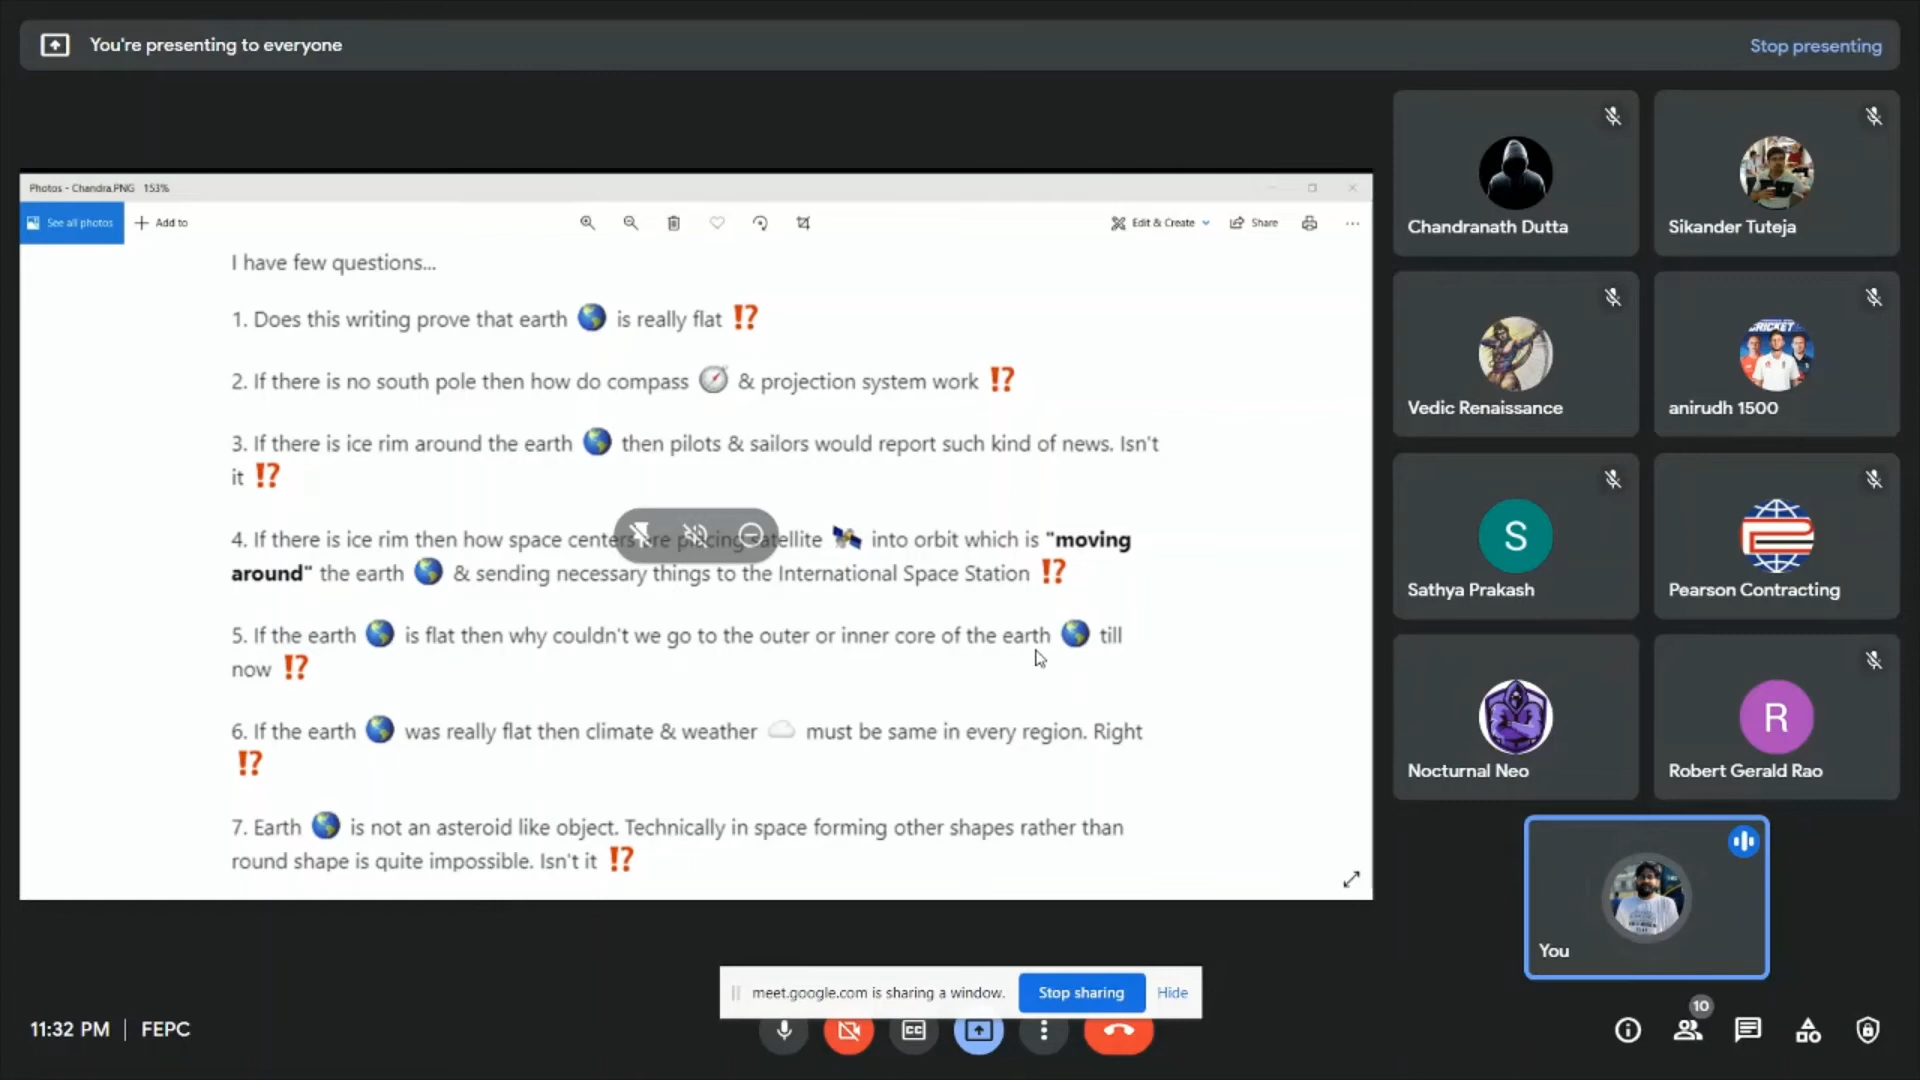 You're presenting to everyone
Stop presenting
Photos - Chandra.PNG 153%
See all photos
Add to
Edit & Create
Share
I have few questions...
1. Does this writing prove that earth 🌎 is really flat ⁉
2. If there is no south pole then how do compass 🧭 & projection system work ⁉
3. If there is ice rim around the earth 🌎 then pilots & sailors would report such kind of news. Isn't
it ⁉
4. If there is ice rim then how space centers are placing satellite 🛰 into orbit which is "moving
around" the earth 🌎 & sending necessary things to the International Space Station ⁉
5. If the earth 🌎 is flat then why couldn't we go to the outer or inner core of the earth 🌎 till
now ⁉
6. If the earth 🌎 was really flat then climate & weather ☁ must be same in every region. Right
⁉
7. Earth 🌎 is not an asteroid like object. Technically in space forming other shapes rather than
round shape is quite impossible. Isn't it ⁉
Chandranath Dutta
Sikander Tuteja
Vedic Renaissance
CRICKET
anirudh 1500
S
Sathya Prakash
Pearson Contracting
Nocturnal Neo
R
Robert Gerald Rao
You
meet.google.com is sharing a window.
Stop sharing
Hide
11:32 PM | FEPC
CC
10